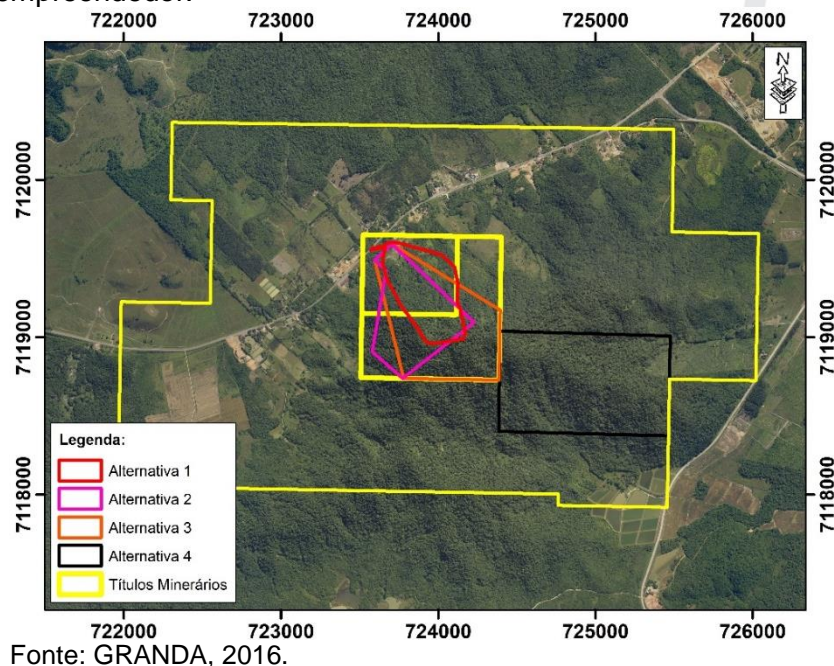 722000 723000 724000 725000 726000
N
7120000 7120000
7119000 7119000
7118000 7118000
Legenda:
Alternativa 1
Alternativa 2
Alternativa 3
Alternativa 4
Títulos Minerários
722000 723000 724000 725000 726000
Fonte: GRANDA, 2016.